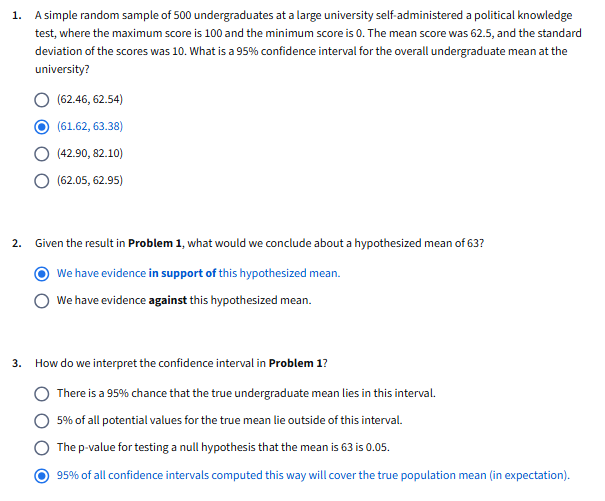 1. A simple random sample of 500 undergraduates at a large university self-administered a political knowledge
test, where the maximum score is 100 and the minimum score is 0. The mean score was 62.5, and the standard
deviation of the scores was 10. What is a 95% confidence interval for the overall undergraduate mean at the
university?
(62.46, 62.54)
(61.62, 63.38)
(42.90, 82.10)
(62.05, 62.95)
2. Given the result in Problem 1, what would we conclude about a hypothesized mean of 63?
We have evidence in support of this hypothesized mean.
We have evidence against this hypothesized mean.
3. How do we interpret the confidence interval in Problem 1?
There is a 95% chance that the true undergraduate mean lies in this interval.
5% of all potential values for the true mean lie outside of this interval.
The p-value for testing a null hypothesis that the mean is 63 is 0.05.
95% of all confidence intervals computed this way will cover the true population mean (in expectation).